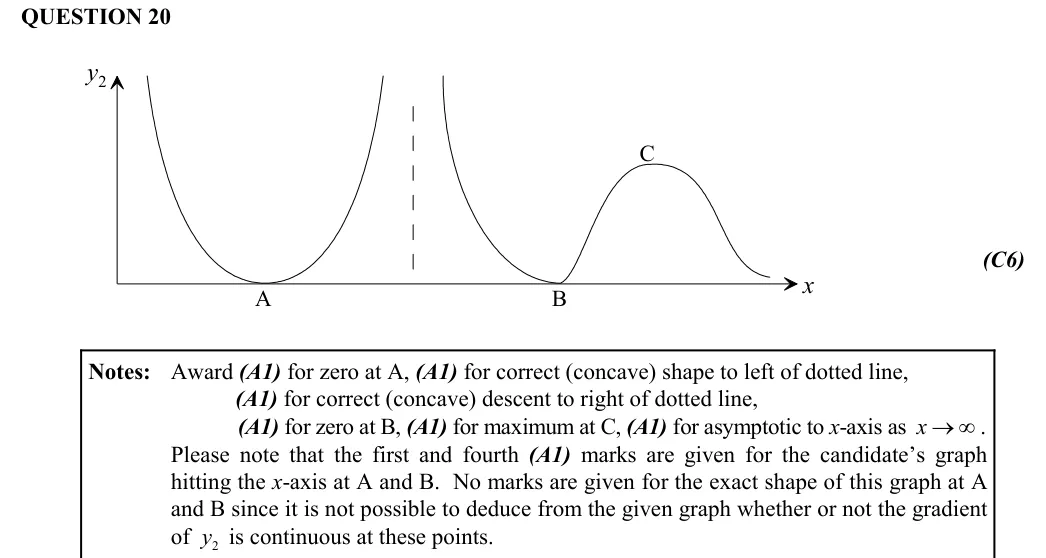 QUESTION 20
y₂
C
(C6)
x
A B
Notes: Award (A1) for zero at A, (A1) for correct (concave) shape to left of dotted line,
(A1) for correct (concave) descent to right of dotted line,
(A1) for zero at B, (A1) for maximum at C, (A1) for asymptotic to x-axis as x → ∞ .
Please note that the first and fourth (A1) marks are given for the candidate’s graph
hitting the x-axis at A and B. No marks are given for the exact shape of this graph at A
and B since it is not possible to deduce from the given graph whether or not the gradient
of y₂ is continuous at these points.